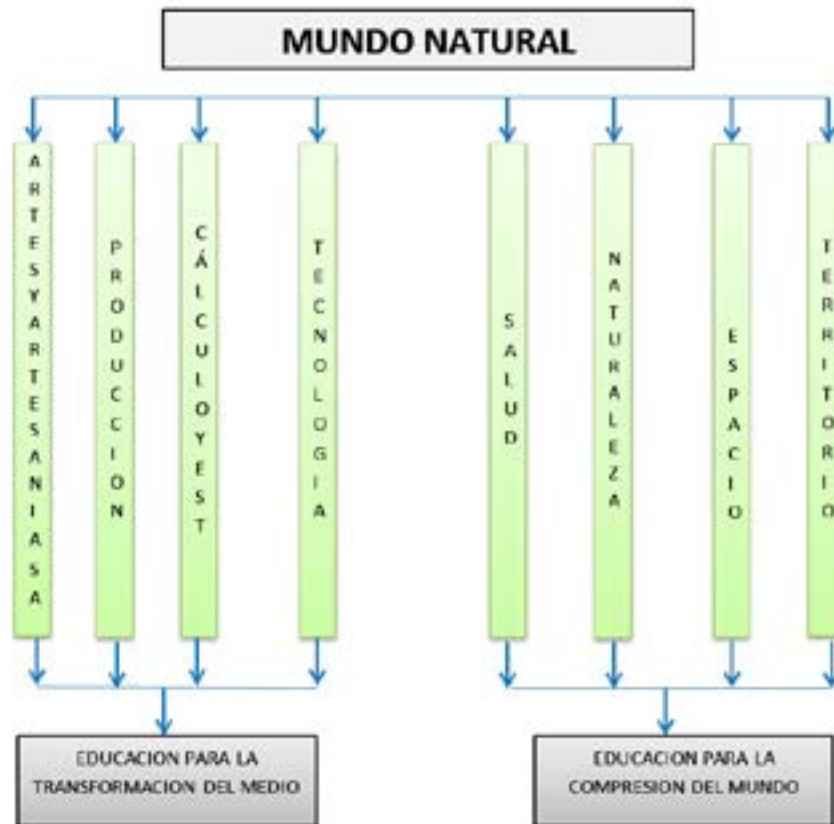 MUNDO NATURAL
ARTESYARTESANIASA
PRODUCCION
CÁLCULOYEST
TECNOLOGIA
SALUD
NATURALEZA
ESPACIO
TERRITORIO
EDUCACION PARA LA
TRANSFORMACION DEL MEDIO
EDUCACION PARA LA
COMPRESION DEL MUNDO